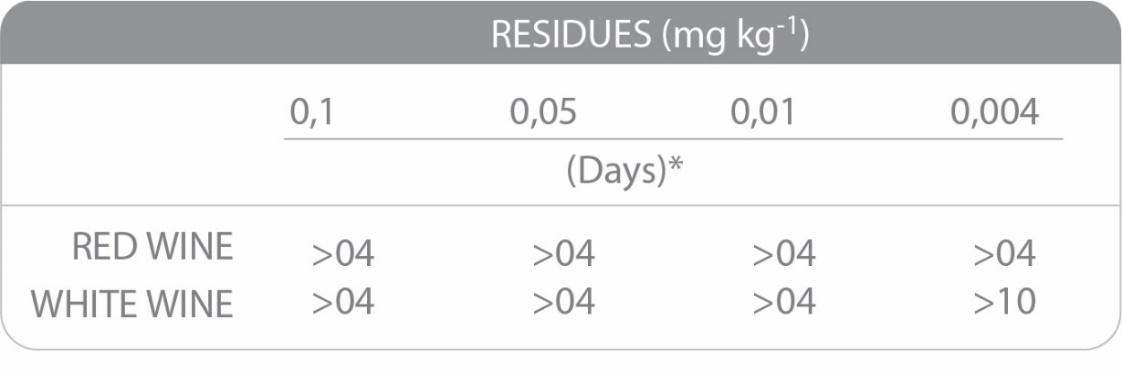 RESIDUES (mg kg⁻¹)
0,1 0,05 0,01 0,004
(Days)*
RED WINE >04 >04 >04 >04
WHITE WINE >04 >04 >04 >10